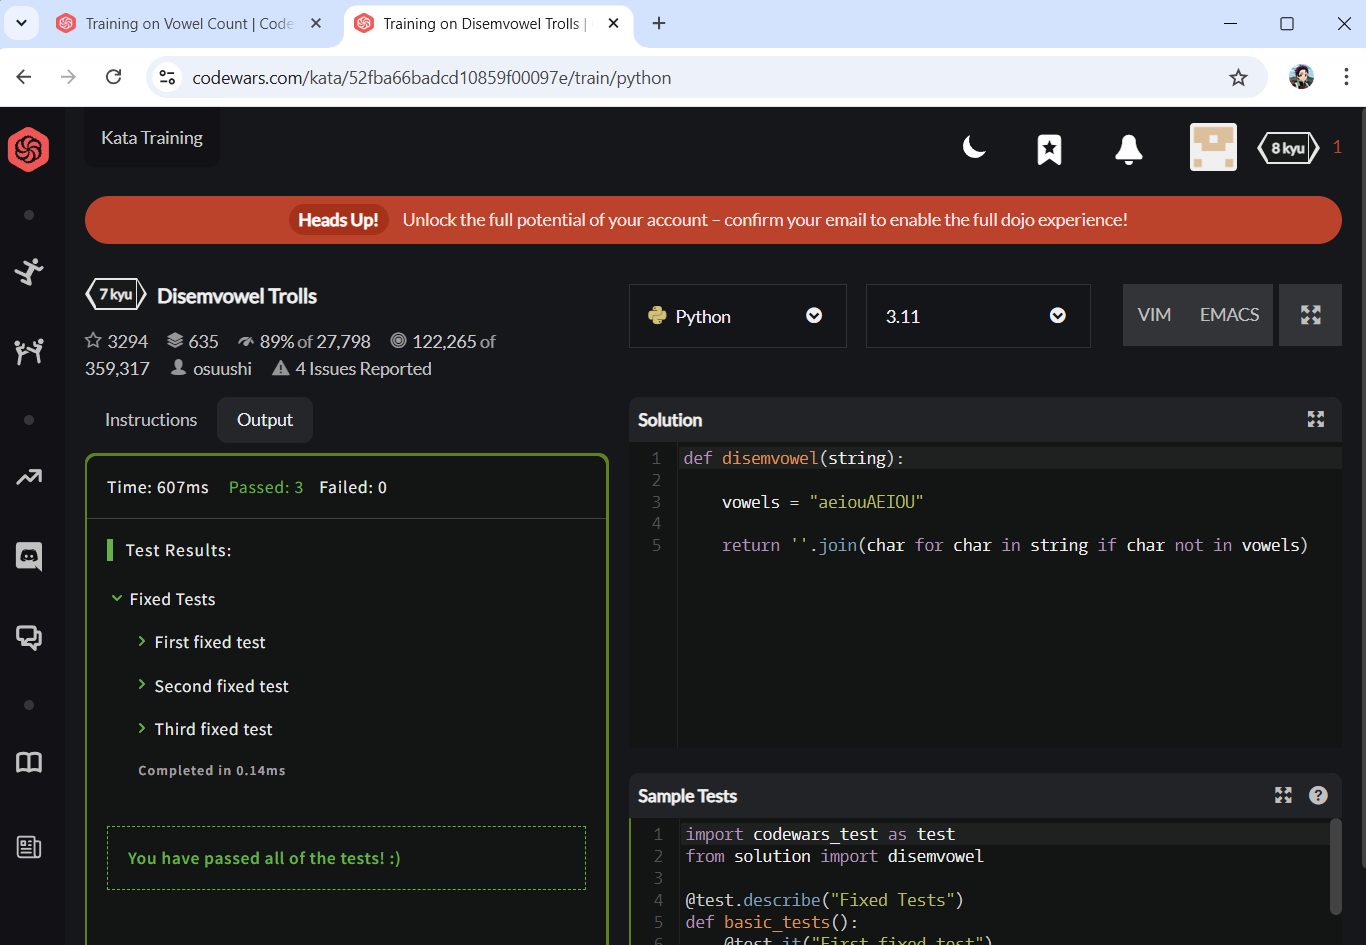 Training on Vowel Count | Code
Training on Disemvowel Trolls |
codewars.com/kata/52fba66badcd10859f00097e/train/python
Kata Training
8 kyu
1
Heads Up! Unlock the full potential of your account – confirm your email to enable the full dojo experience!
7 kyu Disemvowel Trolls
3294 635 89% of 27,798 122,265 of
359,317 osuushi 4 Issues Reported
Python
3.11
VIM EMACS
Instructions Output
Time: 607ms Passed: 3 Failed: 0
Test Results:
Fixed Tests
First fixed test
Second fixed test
Third fixed test
Completed in 0.14ms
You have passed all of the tests! :)
Solution
1 def disemvowel(string):
2
3 vowels = "aeiouAEIOU"
4
5 return ''.join(char for char in string if char not in vowels)
Sample Tests
?
1 import codewars_test as test
2 from solution import disemvowel
3
4 @test.describe("Fixed Tests")
5 def basic_tests():
6 @test.it("First fixed test")